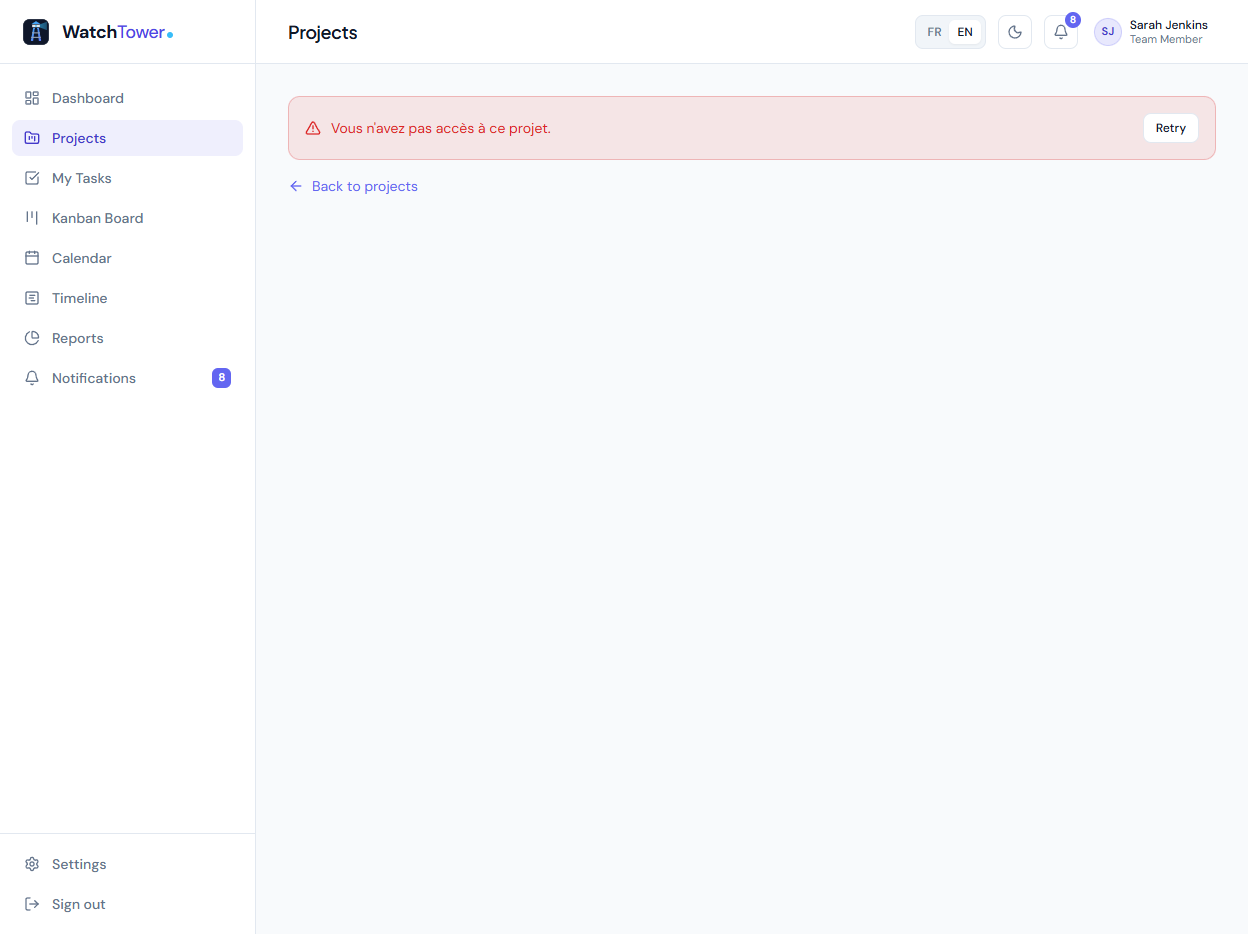 WatchTower
Projects
FR
EN
8
SJ
Sarah Jenkins
Team Member
Dashboard
Projects
My Tasks
Kanban Board
Calendar
Timeline
Reports
Notifications
8
Vous n'avez pas accès à ce projet.
Retry
Back to projects
Settings
Sign out